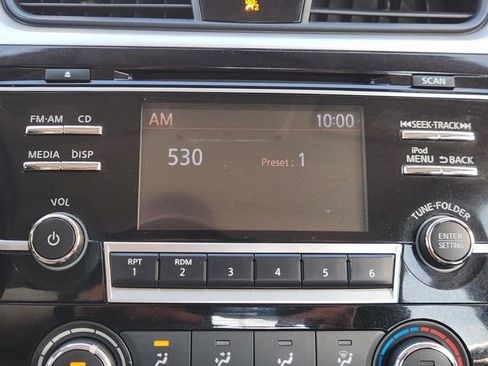 SCAN
AM 10:00
530 Preset : 1
FM·AM CD
MEDIA DISP
VOL
SEEK·TRACK
iPod
MENU BACK
TUNE·FOLDER
ENTER
SETTING
RPT RDM
1 2 3 4 5 6